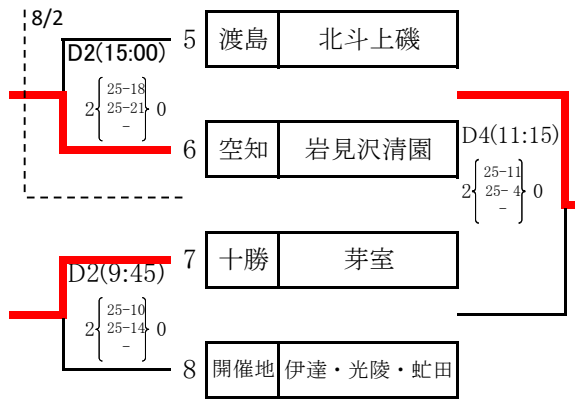 8/2
5 渡島 北斗上磯
D2(15:00)
25-18
2 25-21 0
-
6 空知 岩見沢清園
D4(11:15)
25-11
2 25- 4 0
-
7 十勝 芽室
D2(9:45)
25-10
2 25-14 0
-
8 開催地 伊達・光陵・虻田